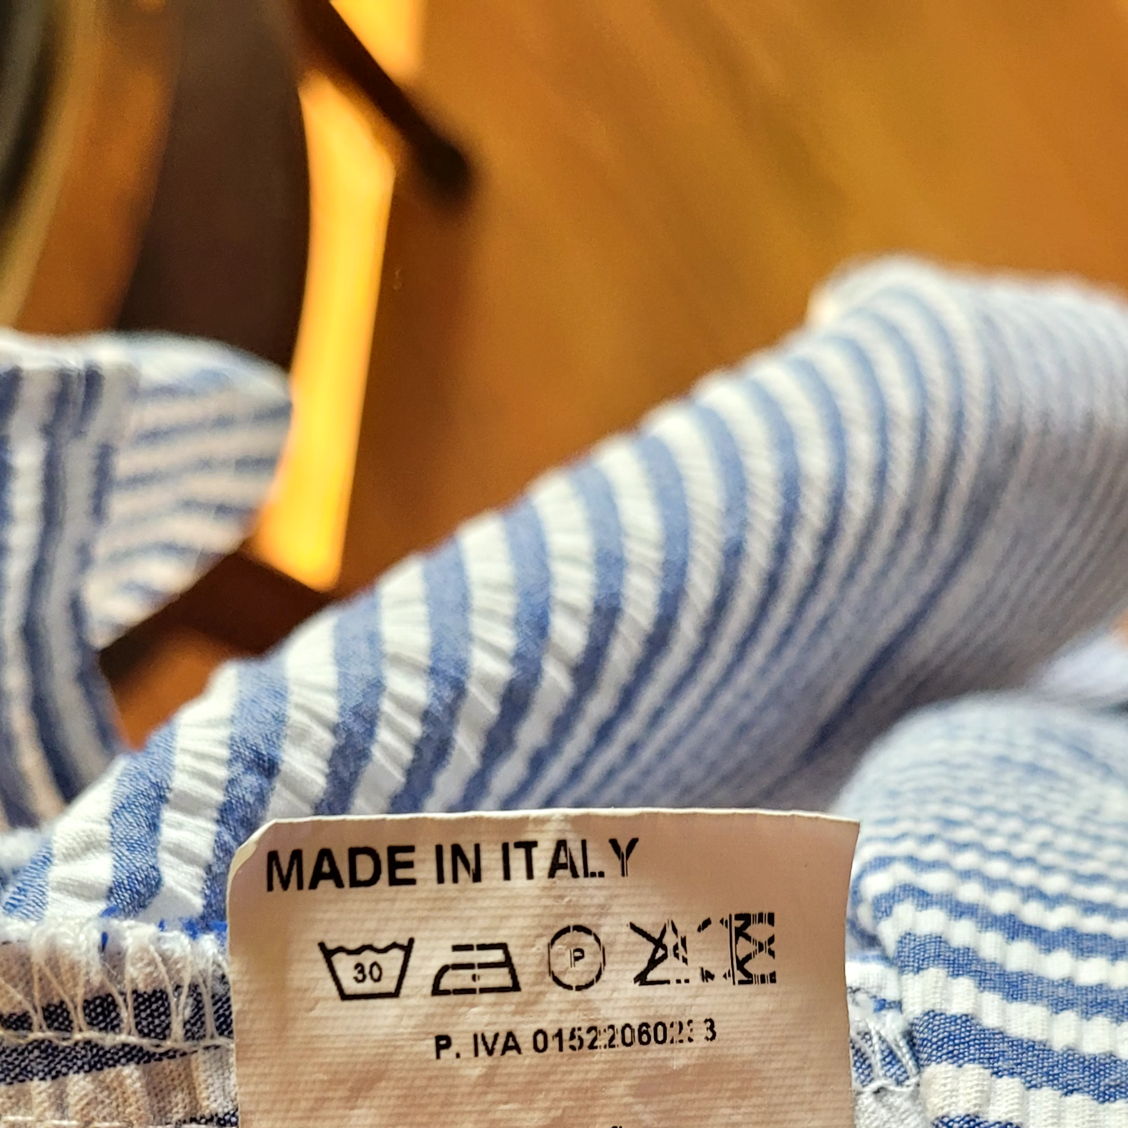 MADE IN ITALY
30 P
P. IVA